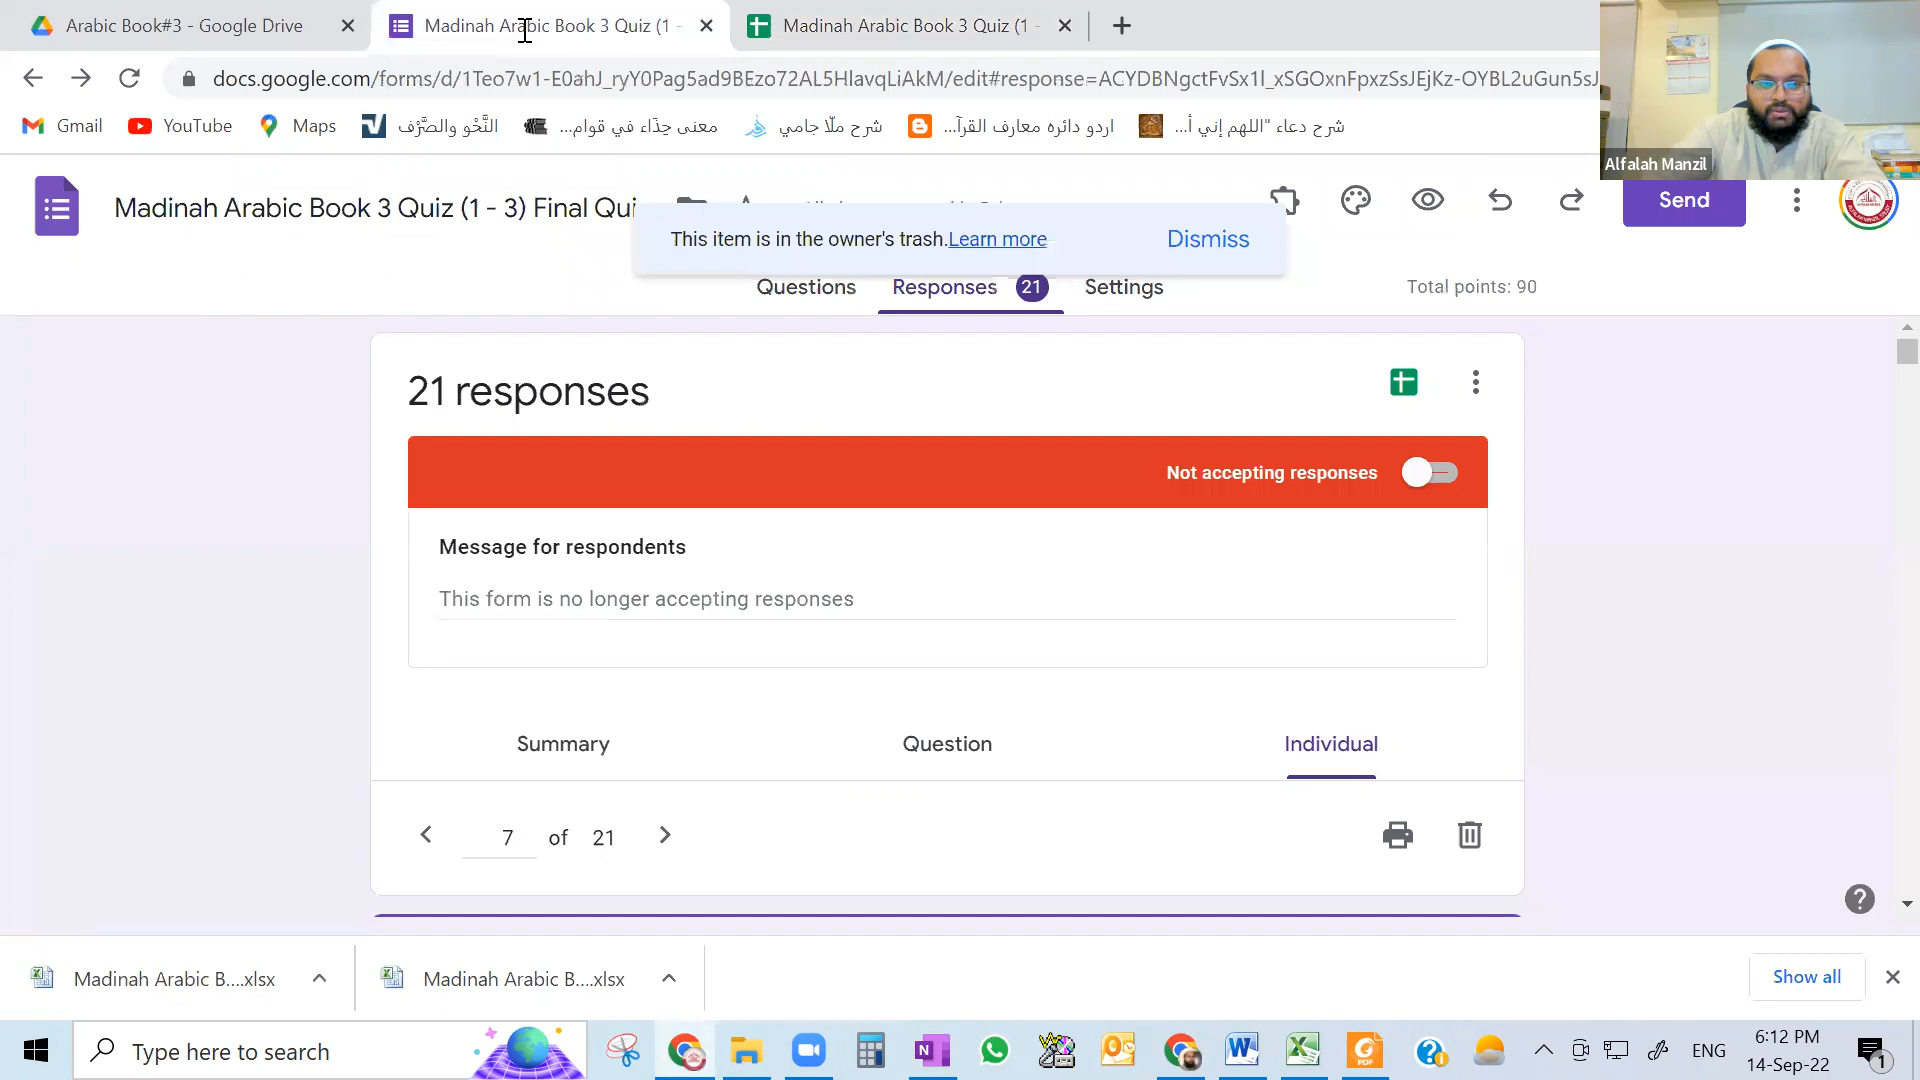 Arabic Book#3 - Google Drive
Madinah Arabic Book 3 Quiz (1 -
Madinah Arabic Book 3 Quiz (1 -
docs.google.com/forms/d/1Teo7w1-E0ahJ_ryY0Pag5ad9BEzo72AL5HlavqLiAkM/edit#response=ACYDBNgctFvSx1l_xSGOxnFpxzSsJEjKz-OYBL2uGun5sJ
Gmail
YouTube
Maps
النَّحْو والصَّرْف
معنى حِذَاء في قوام...
شرح ملّا جامي
اردو دائره معارف القرآ...
شرح دعاء "اللهم إني أ...
Alfalah Manzil
Madinah Arabic Book 3 Quiz (1 - 3) Final Qui
Send
This item is in the owner's trash. Learn more
Dismiss
Questions
Responses 21
Settings
Total points: 90
21 responses
Not accepting responses
Message for respondents
This form is no longer accepting responses
Summary
Question
Individual
7 of 21
Madinah Arabic B....xlsx
Madinah Arabic B....xlsx
Show all
Type here to search
ENG
6:12 PM
14-Sep-22
1